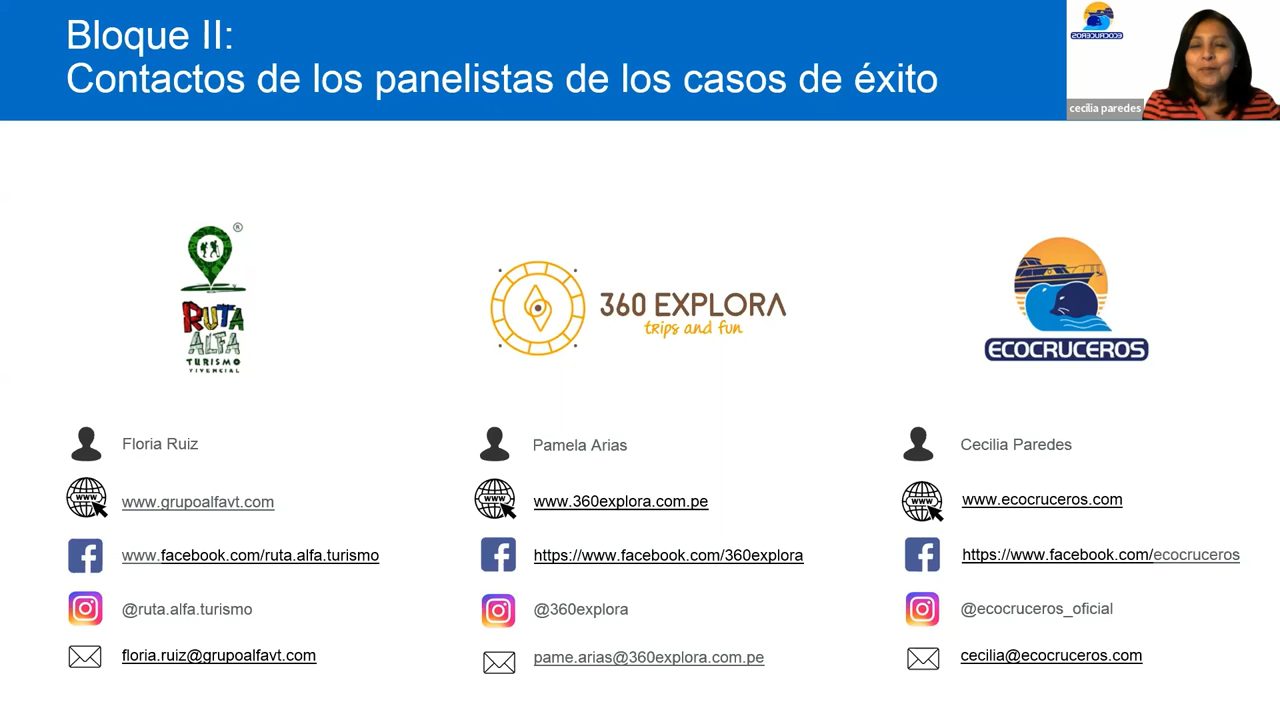 Bloque II:
Contactos de los panelistas de los casos de éxito
ECOCRUCEROS
cecilia paredes
®
RUTA
ALFA
TURISMO
VIVENCIAL
360 EXPLORA
trips and fun
ECOCRUCEROS
Floria Ruiz
www.grupoalfavt.com
www.facebook.com/ruta.alfa.turismo
@ruta.alfa.turismo
floria.ruiz@grupoalfavt.com
Pamela Arias
www.360explora.com.pe
https://www.facebook.com/360explora
@360explora
pame.arias@360explora.com.pe
Cecilia Paredes
www.ecocruceros.com
https://www.facebook.com/ecocruceros
@ecocruceros_oficial
cecilia@ecocruceros.com